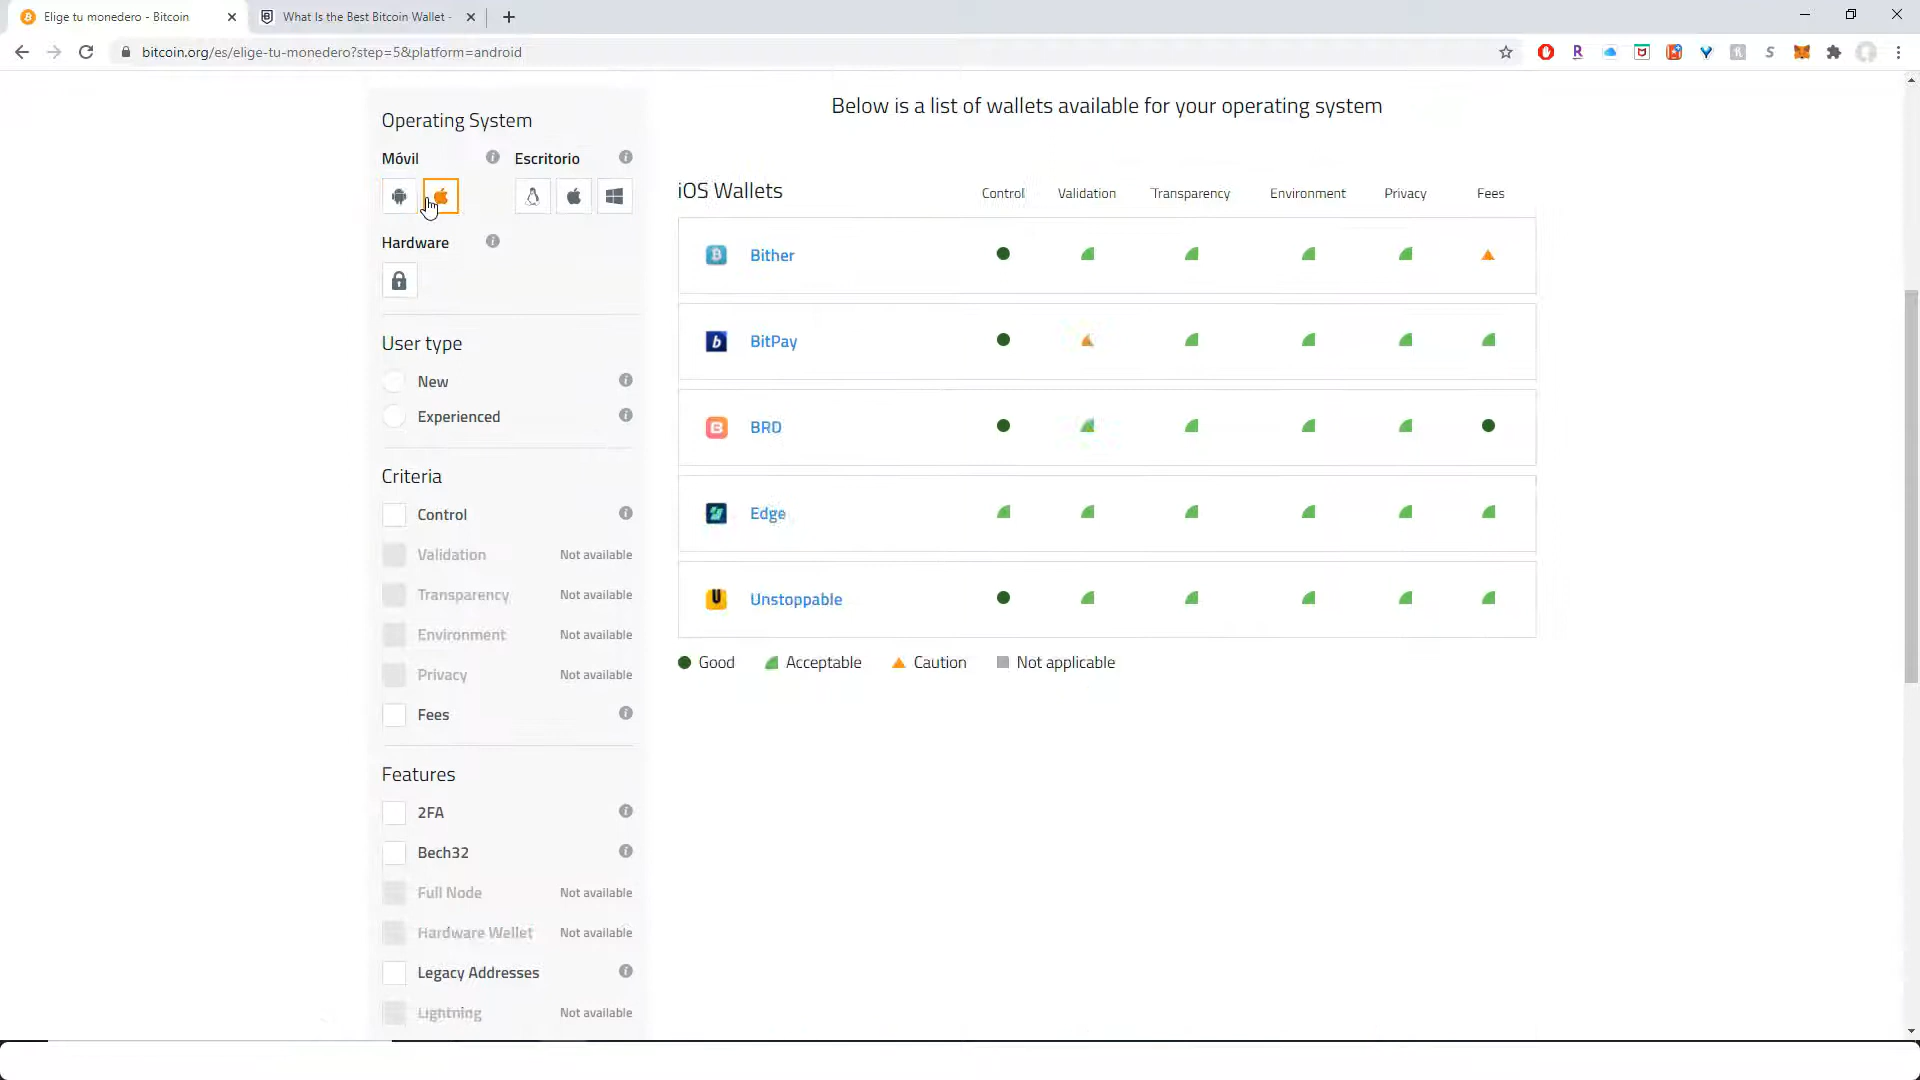 Elige tu monedero - Bitcoin
What Is the Best Bitcoin Wallet -
bitcoin.org/es/elige-tu-monedero?step=5&platform=android
Below is a list of wallets available for your operating system
Operating System
Móvil
Escritorio
Hardware
User type
New
Experienced
Criteria
Control
Validation Not available
Transparency Not available
Environment Not available
Privacy Not available
Fees
Features
2FA
Bech32
Full Node Not available
Hardware Wellet Not available
Legacy Addresses
Lightning Not available
iOS Wallets Control Validation Transparency Environment Privacy Fees
Bither
BitPay
BRD
Edge
Unstoppable
Good Acceptable Caution Not applicable